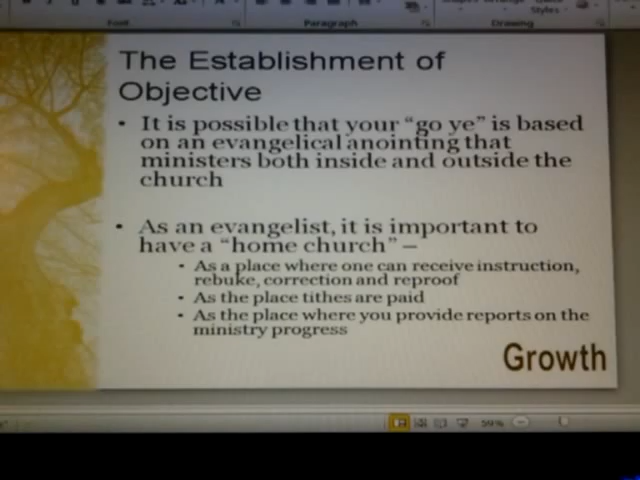 Font
Paragraph
Drawing
Styles
The Establishment of
Objective
• It is possible that your “go ye” is based
on an evangelical anointing that
ministers both inside and outside the
church
• As an evangelist, it is important to
have a “home church” –
• As a place where one can receive instruction,
rebuke, correction and reproof
• As the place tithes are paid
• As the place where you provide reports on the
ministry progress
Growth
59%